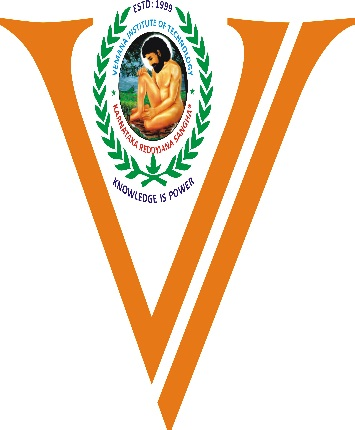 ESTD: 1999
VEMANA INSTITUTE OF TECHNOLOGY
KARNATAKA REDDYJANA SANGHA
KNOWLEDGE IS POWER